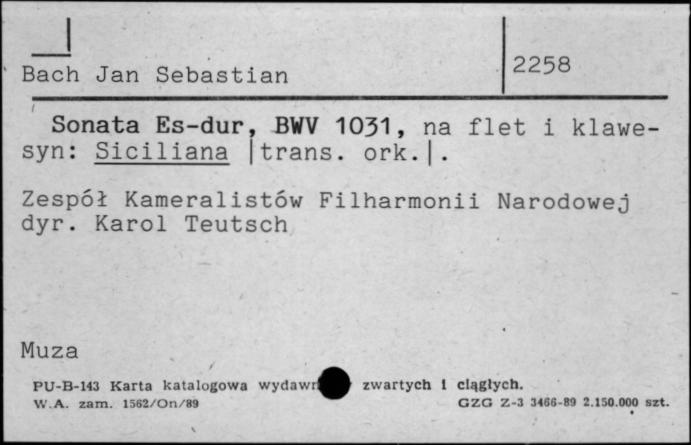 Bach Jan Sebastian
2258
Sonata Es-dur, BWV 1031, na flet i klawe-
syn: Siciliana |trans. ork.|.
Zespół Kameralistów Filharmonii Narodowej
dyr. Karol Teutsch
Muza
PU-B-143 Karta katalogowa zwartych i ciągłych.
W.A. zam. 1562/On/89 GZG Z-3 3466-89 2.150.000 szt.